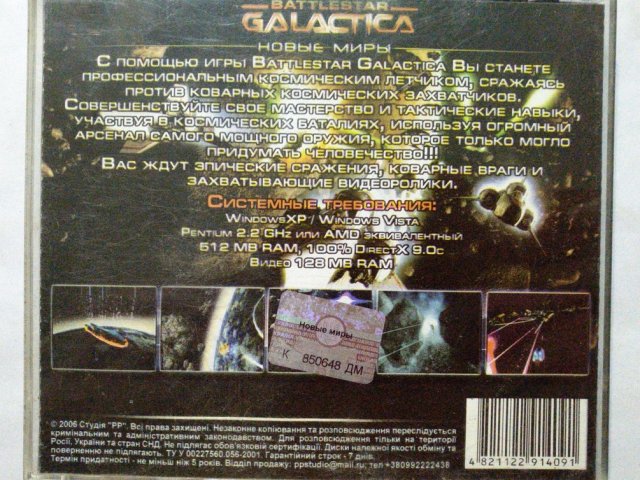 BATTLESTAR
GALACTICA
НОВЫЕ МИРЫ
С ПОМОЩЬЮ ИГРЫ BATTLESTAR GALACTICA ВЫ СТАНЕТЕ
ПРОФЕССИОНАЛЬНЫМ КОСМИЧЕСКИМ ЛЕТЧИКОМ, СРАЖАЯСЬ
ПРОТИВ КОВАРНЫХ КОСМИЧЕСКИХ ЗАХВАТЧИКОВ.
СОВЕРШЕНСТВУЙТЕ СВОЕ МАСТЕРСТВО И ТАКТИЧЕСКИЕ НАВЫКИ,
УЧАСТВУЯ В КОСМИЧЕСКИХ БАТАЛИЯХ, ИСПОЛЬЗУЯ ОГРОМНЫЙ
АРСЕНАЛ САМОГО МОЩНОГО ОРУЖИЯ, КОТОРОЕ ТОЛЬКО МОГЛО
ПРИДУМАТЬ ЧЕЛОВЕЧЕСТВО!!!
ВАС ЖДУТ ЭПИЧЕСКИЕ СРАЖЕНИЯ, КОВАРНЫЕ ВРАГИ И
ЗАХВАТЫВАЮЩИЕ ВИДЕОРОЛИКИ.
СИСТЕМНЫЕ ТРЕБОВАНИЯ:
WINDOWSXP / WINDOWS VISTA
PENTIUM 2.2 GHZ ИЛИ AMD ЭКВИВАЛЕНТНЫЙ
512 MB RAM, 100% DIRECTX 9.0C
ВИДЕО 128 MB RAM
Новые миры
К 850648 ДМ
© 2006 Студія "РР". Всі права захищені. Незаконне копіювання та розповсюдження переслідується
кримінальним та адміністративним законодавством. Для розповсюдження тільки на території
Росії, України та стран СНД. Не підлягає обов'язковій сертифікації. Диски належної якості обміну та
поверненню не підлягають. ТУ У 00227560.056-2001. Гарантійний строк - 7 днів.
Термін придатності - не меньш ніж 5 років. Відділ продажу: ppstudio@mail.ru; тел +380992222438
4 821122 914091